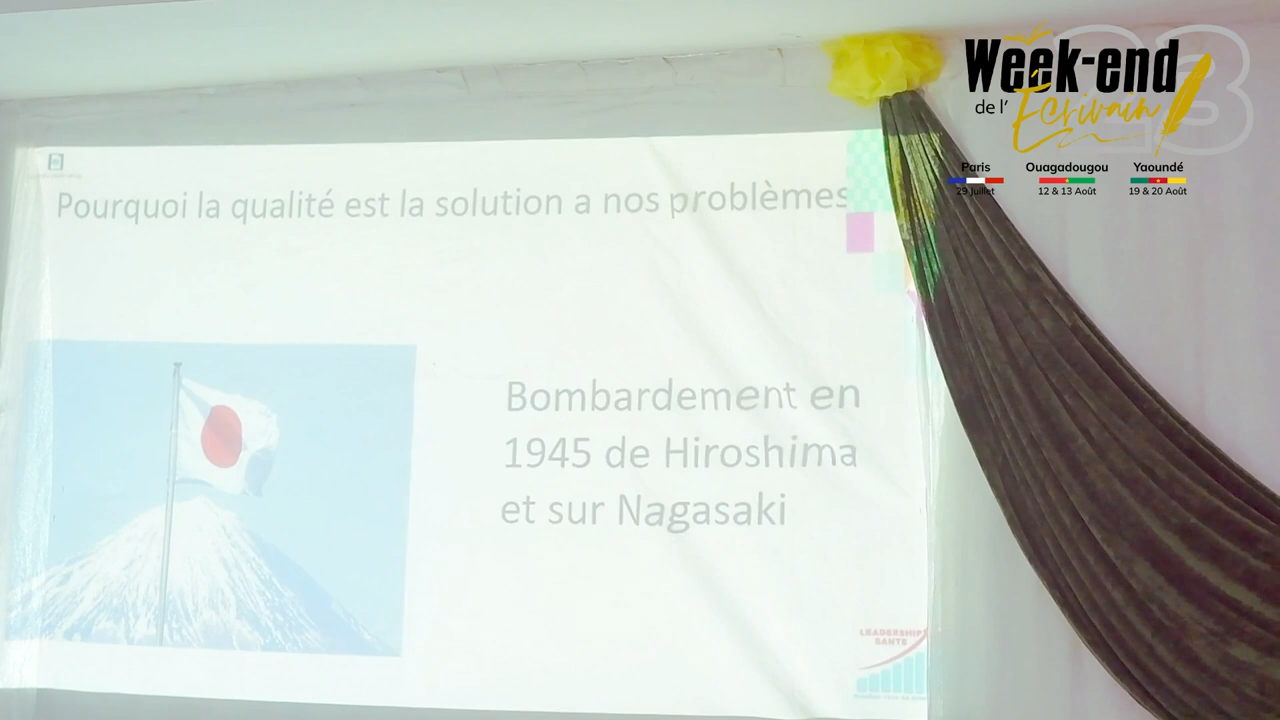 Week-end
de l' Écrivain
23
Paris
29 Juillet
Ouagadougou
12 & 13 Août
Yaoundé
19 & 20 Août
Pourquoi la qualité est la solution a nos problèmes
Bombardement en
1945 de Hiroshima
et sur Nagasaki
LEADERSHIP
SANTE